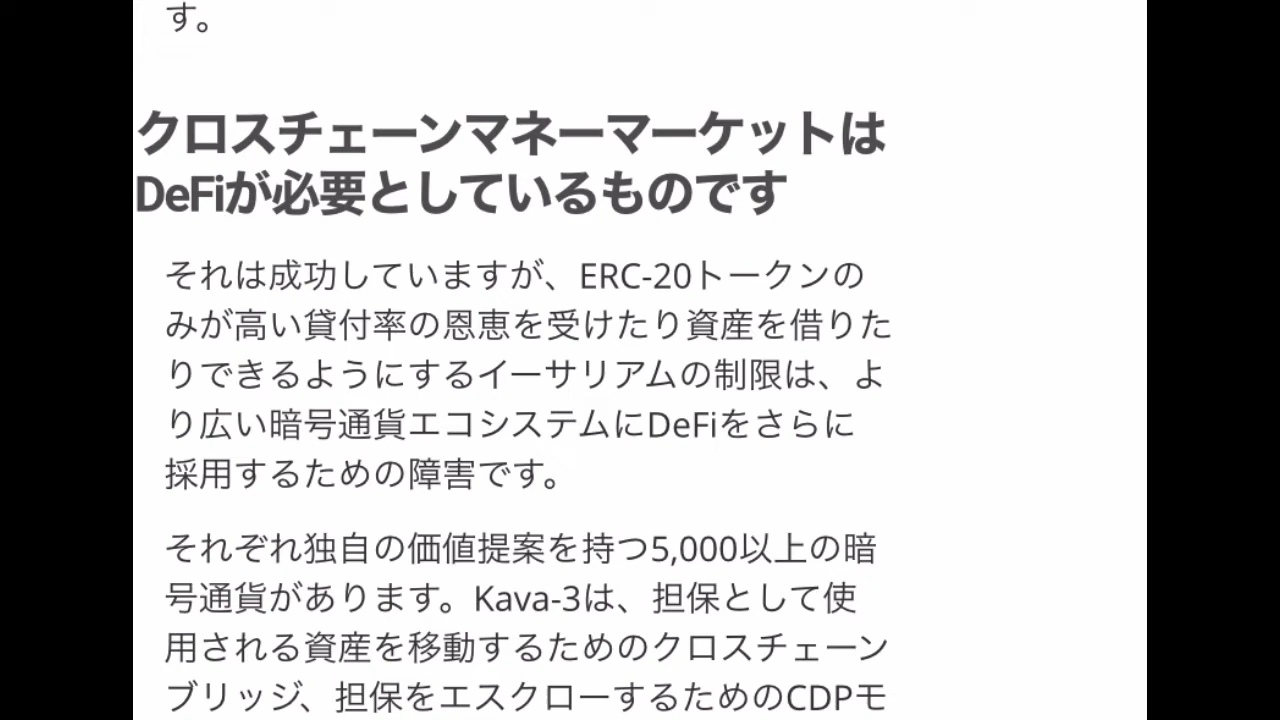 す。
クロスチェーンマネーマーケットは
DeFiが必要としているものです
それは成功していますが、ERC-20トークンの
みが高い貸付率の恩恵を受けたり資産を借りた
りできるようにするイーサリアムの制限は、よ
り広い暗号通貨エコシステムにDeFiをさらに
採用するための障害です。
それぞれ独自の価値提案を持つ5,000以上の暗
号通貨があります。Kava-3は、担保として使
用される資産を移動するためのクロスチェーン
ブリッジ、担保をエスクローするためのCDPモ